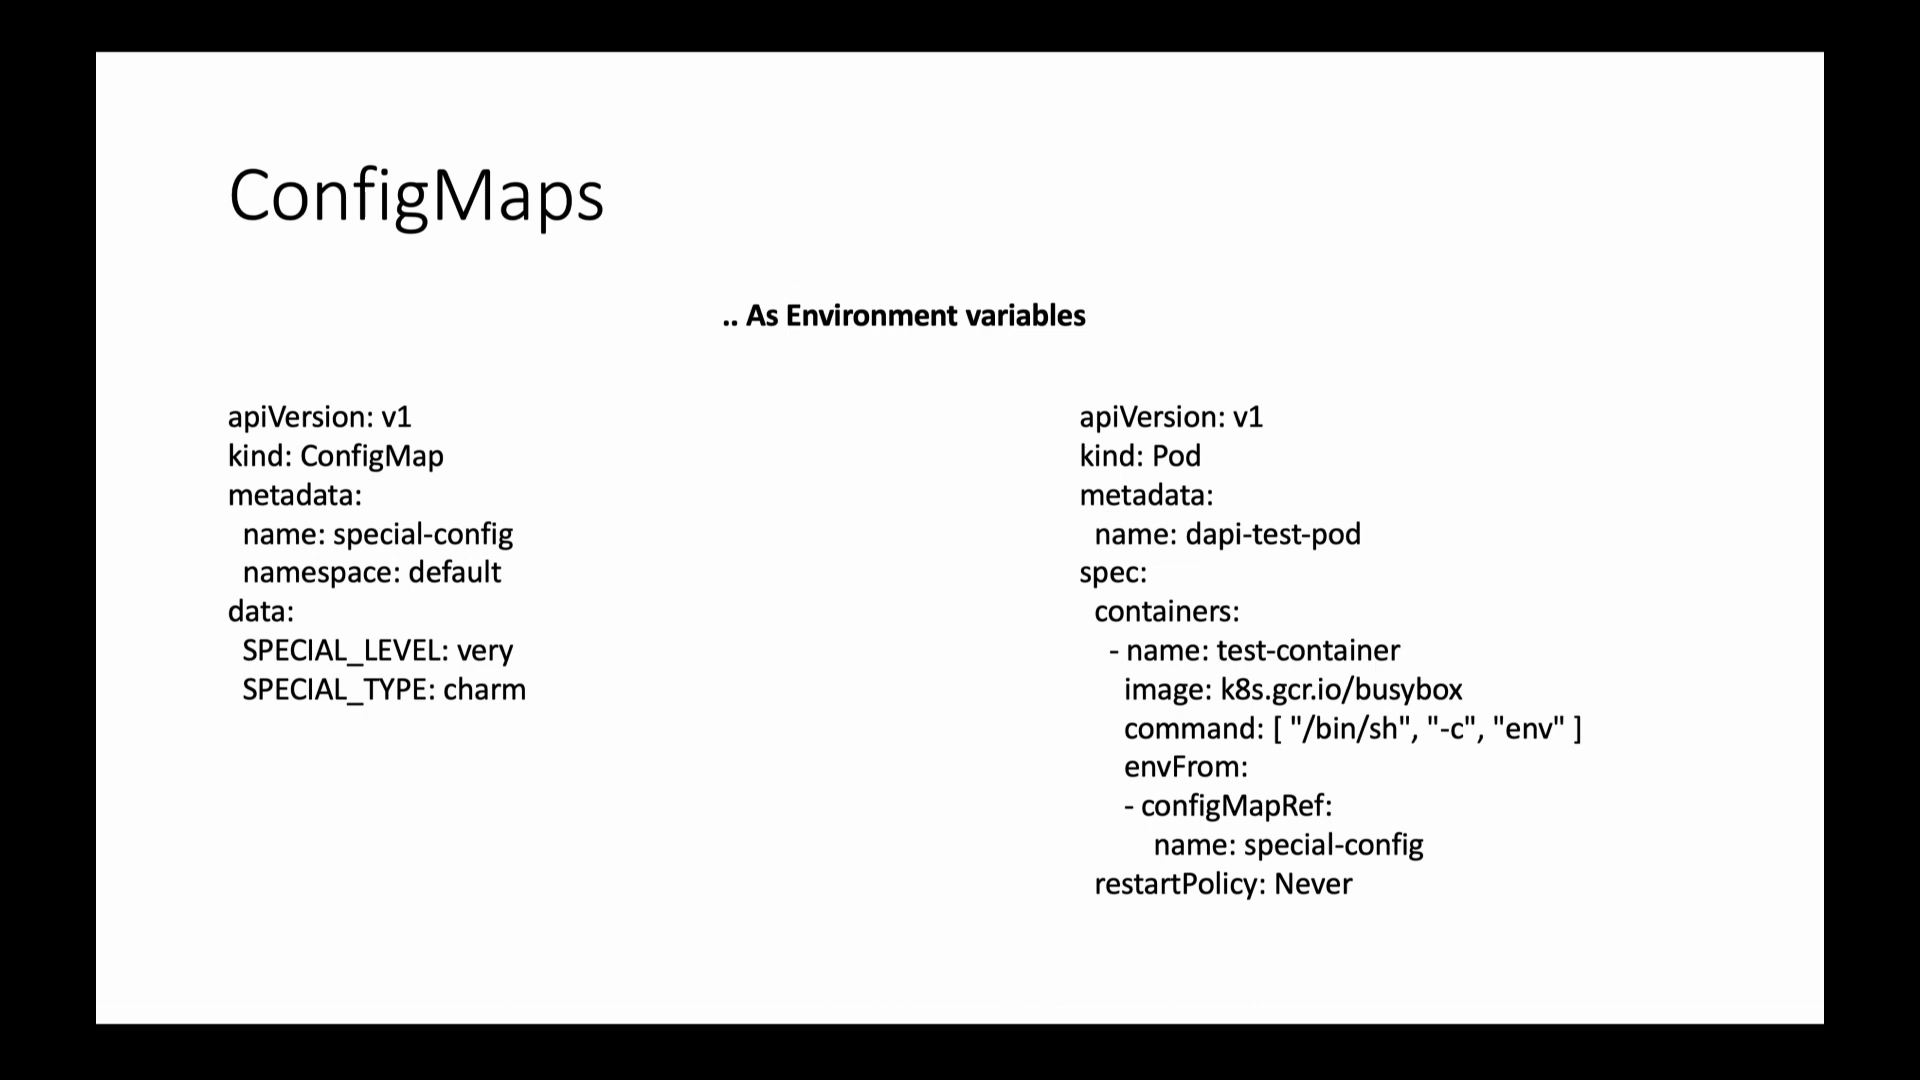 ConfigMaps
.. As Environment variables
apiVersion: v1
kind: ConfigMap
metadata:
  name: special-config
  namespace: default
data:
  SPECIAL_LEVEL: very
  SPECIAL_TYPE: charm
apiVersion: v1
kind: Pod
metadata:
  name: dapi-test-pod
spec:
  containers:
    - name: test-container
      image: k8s.gcr.io/busybox
      command: [ "/bin/sh", "-c", "env" ]
      envFrom:
      - configMapRef:
          name: special-config
  restartPolicy: Never